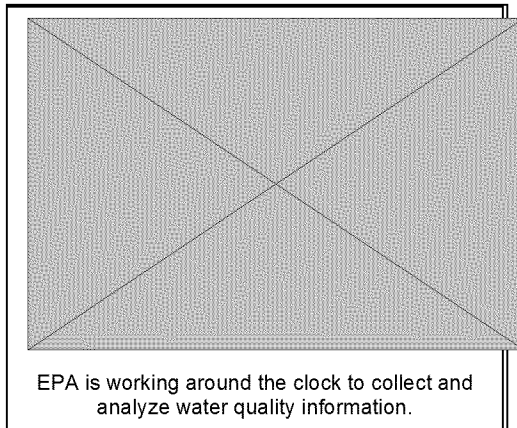 EPA is working around the clock to collect and
analyze water quality information.